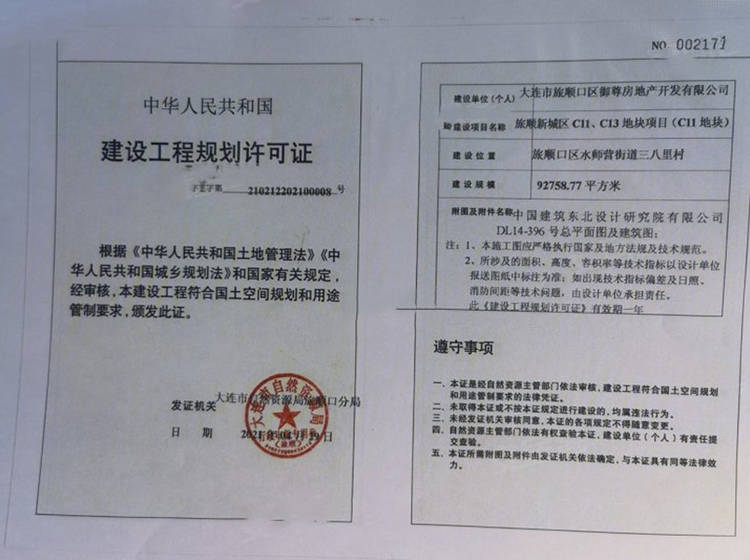 NO. 002171
中华人民共和国
建设工程规划许可证
字第 210212202100008 号
根据《中华人民共和国土地管理法》《中
华人民共和国城乡规划法》和国家有关规定，
经审核，本建设工程符合国土空间规划和用途
管制要求，颁发此证。
发证机关 大连市自然资源局旅顺口分局
日 期
建设单位(个人) 大连市旅顺口区御尊房地产开发有限公司
建设项目名称 旅顺新城区 C11、C13 地块项目（C11 地块）
建设位置 旅顺口区水师营街道三八里村
建设规模 92758.77 平方米
附图及附件名称 中国建筑东北设计研究院有限公司
DL14-396 号总平面图及建筑图；
注：1、本施工图应严格执行国家及地方法规及技术规范。
2、所涉及的面积、高度、容积率等技术指标以设计单位
报送图纸中标注为准；如出现技术指标偏差及日照、
消防间距等技术问题，由设计单位承担责任。
此《建设工程规划许可证》有效期一年
遵守事项
一、本证是经自然资源主管部门依法审核，建设工程符合国土空间规划
和用途管制要求的法律凭证。
二、未取得本证或不按本证规定进行建设的，均属违法行为。
三、未经发证机关审核同意，本证的各项规定不得随意变更。
四、自然资源主管部门依法有权查验本证，建设单位（个人）有责任提
交查验。
五、本证所需附图及附件由发证机关依法确定，与本证具有同等法律效
力。